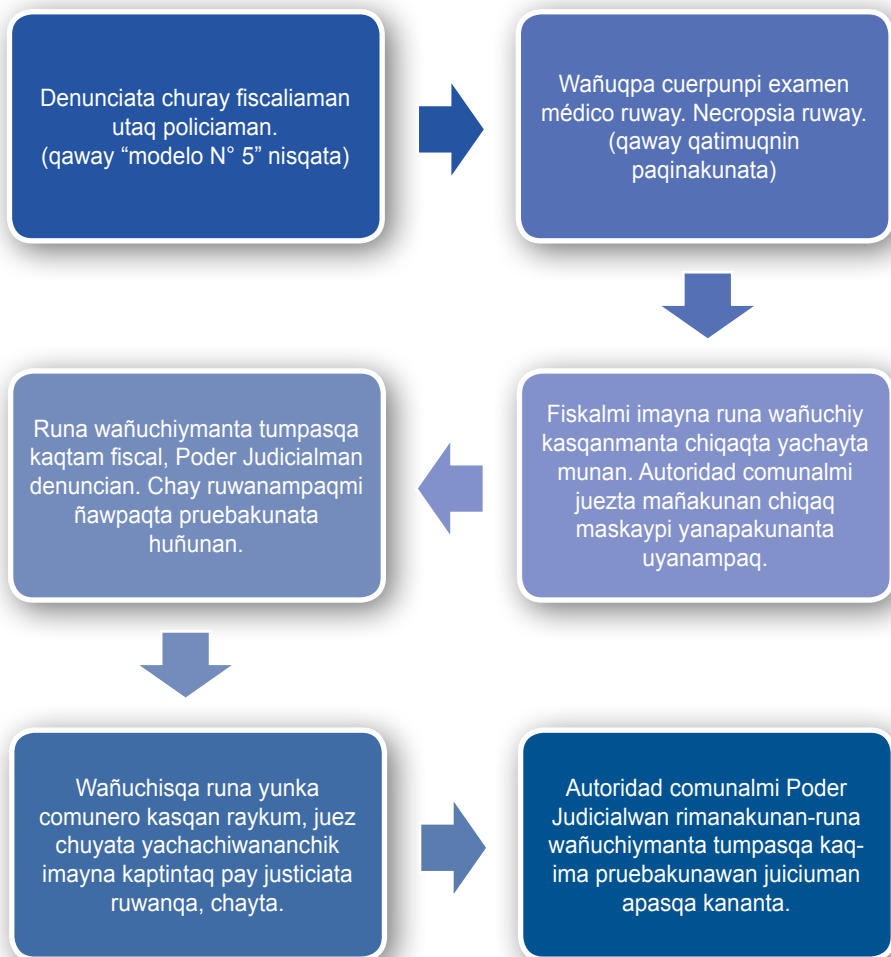 Denunciata churay fiscaliaman
utaq policiaman.
(qaway “modelo N° 5” nisqata)
Wañuqpa cuerpunpi examen
médico ruway. Necropsia ruway.
(qaway qatimuqnin
paqinakunata)
Fiskalmi imayna runa wañuchiy
kasqanmanta chiqaqta yachayta
munan. Autoridad comunalmi
juezta mañakunan chiqaq
maskaypi yanapakunanta
uyanampaq.
Runa wañuchiymanta tumpasqa
kaqtam fiscal, Poder Judicialman
denuncian. Chay ruwanampaqmi
ñawpaqta pruebakunata
huñunan.
Wañuchisqa runa yunka
comunero kasqan raykum, juez
chuyata yachachiwananchik
imayna kaptintaq pay justiciata
ruwanqa, chayta.
Autoridad comunalmi Poder
Judicialwan rimanakunan-runa
wañuchiymanta tumpasqa kaq-
ima pruebakunawan juiciuman
apasqa kananta.